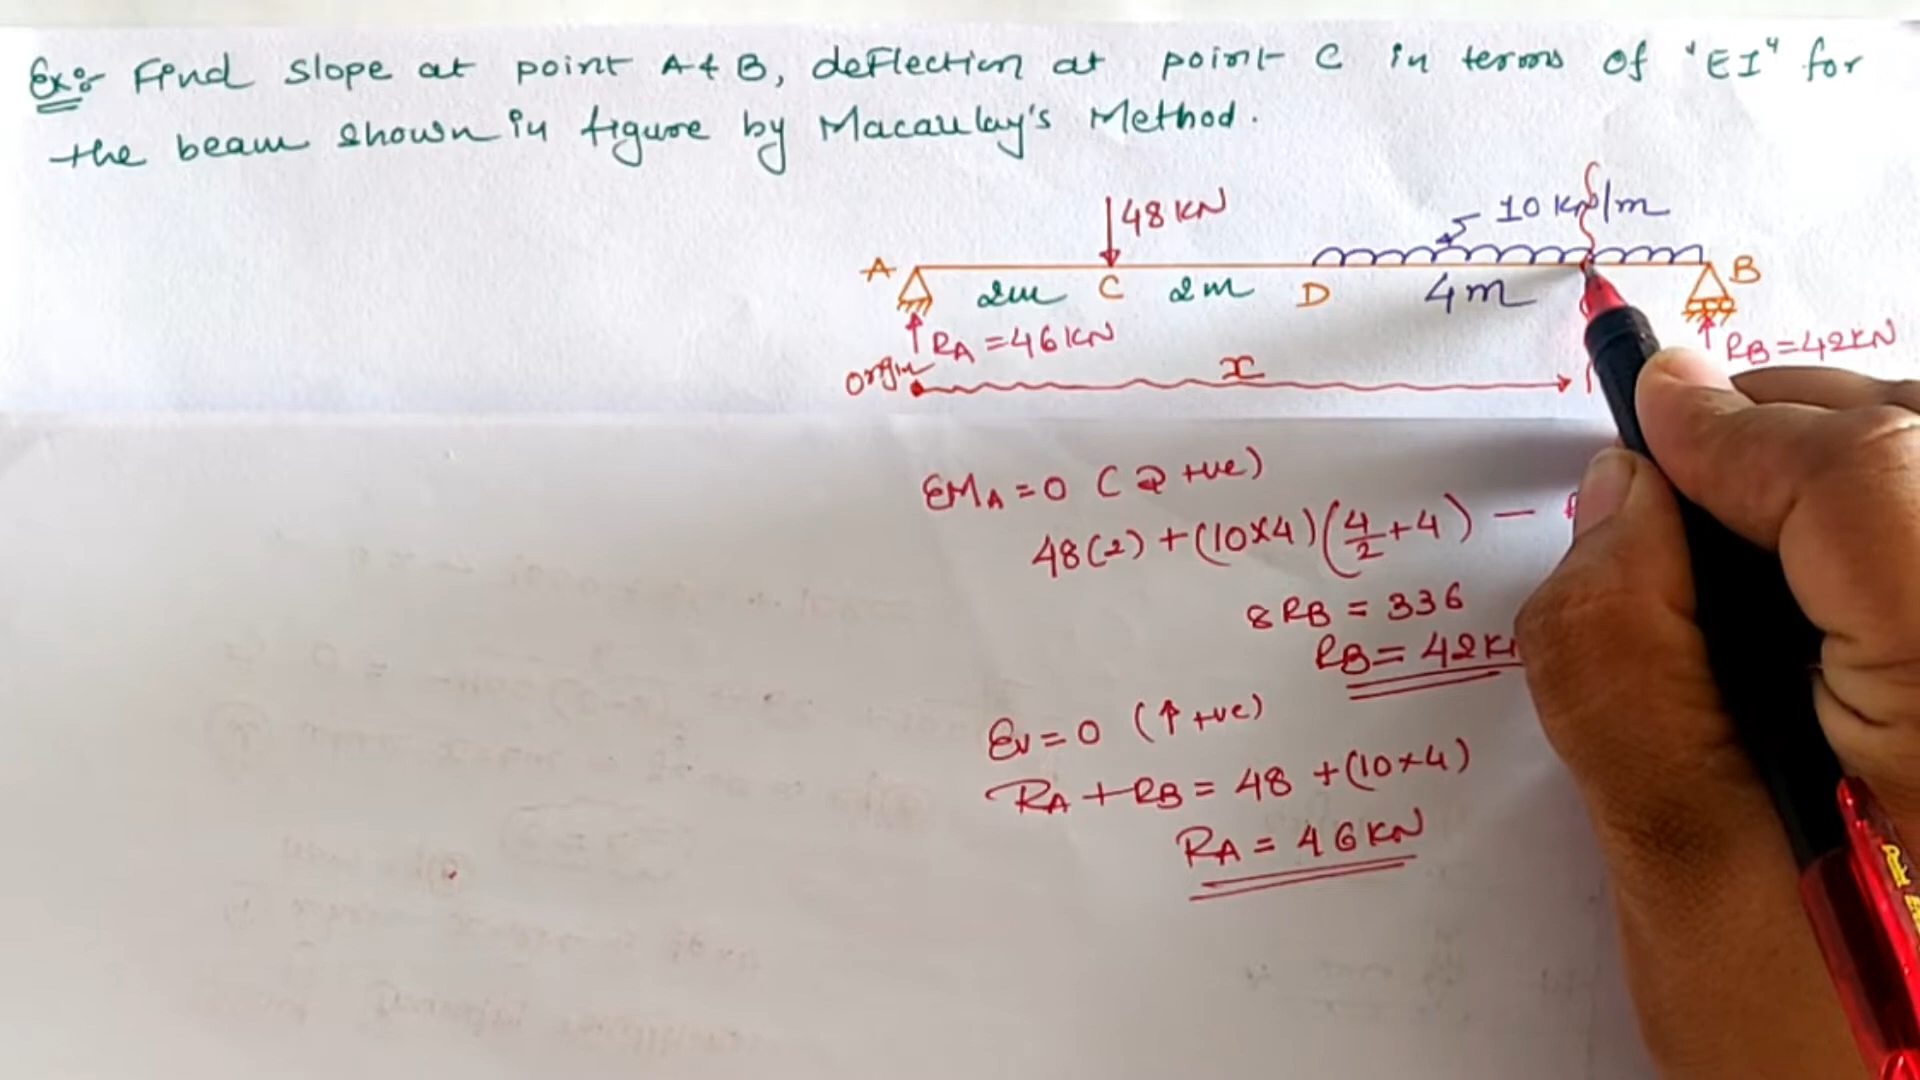 Ex:- Find slope at point A & B, deflection at point C in terms of "EI" for
the beam shown in figure by Macaulay's Method.
48 KN
10 KN/m
A
2m
C
2m
D
4m
B
RA = 46 KN
RB = 42 KN
Origin
x
ΣMA = 0 (↻ +ve)
48(2) + (10×4)(4/2+4) -
8RB = 336
RB = 42
Σv = 0 (↑ +ve)
RA + RB = 48 + (10×4)
RA = 46 KN